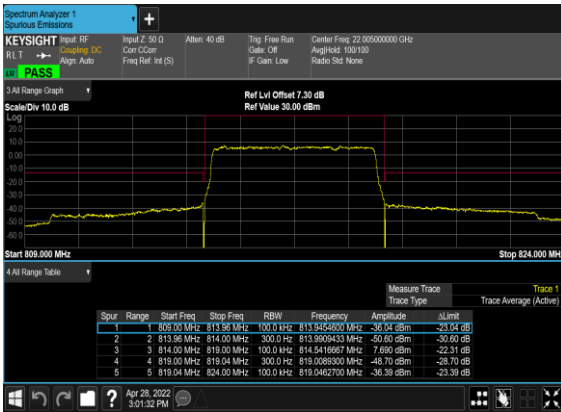 Spectrum Analyzer 1
Spurious Emissions
+
KEYSIGHT Input: RF Input Z: 50 Ω Atten: 40 dB Trig: Free Run Center Freq: 22.005000000 GHz
RLT Coupling: DC Corr CCorr Gate: Off Avg|Hold: 100/100
Align: Auto Freq Ref: Int (S) IF Gain: Low Radio Std: None
LU PASS
3 All Range Graph
Ref Lvl Offset 7.30 dB
Scale/Div 10.0 dB Ref Value 30.00 dBm
Log
20.0
10.0
0.00
-10.0
-20.0
-30.0
-40.0
-50.0
-60.0
Start 809.000 MHz Stop 824.000 MHz
4 All Range Table
Measure Trace Trace 1
Trace Type Trace Average (Active)
Spur Range Start Freq Stop Freq RBW Frequency Amplitude ΔLimit
1 1 809.00 MHz 813.96 MHz 100.0 kHz 813.9454600 MHz -36.04 dBm -23.04 dB
2 2 813.96 MHz 814.00 MHz 300.0 Hz 813.9909433 MHz -50.60 dBm -30.60 dB
3 3 814.00 MHz 819.00 MHz 100.0 kHz 814.5416667 MHz 7.690 dBm -22.31 dB
4 4 819.00 MHz 819.04 MHz 300.0 Hz 819.0089300 MHz -48.70 dBm -28.70 dB
5 5 819.04 MHz 824.00 MHz 100.0 kHz 819.0462700 MHz -36.39 dBm -23.39 dB
? Apr 28, 2022
3:01:32 PM